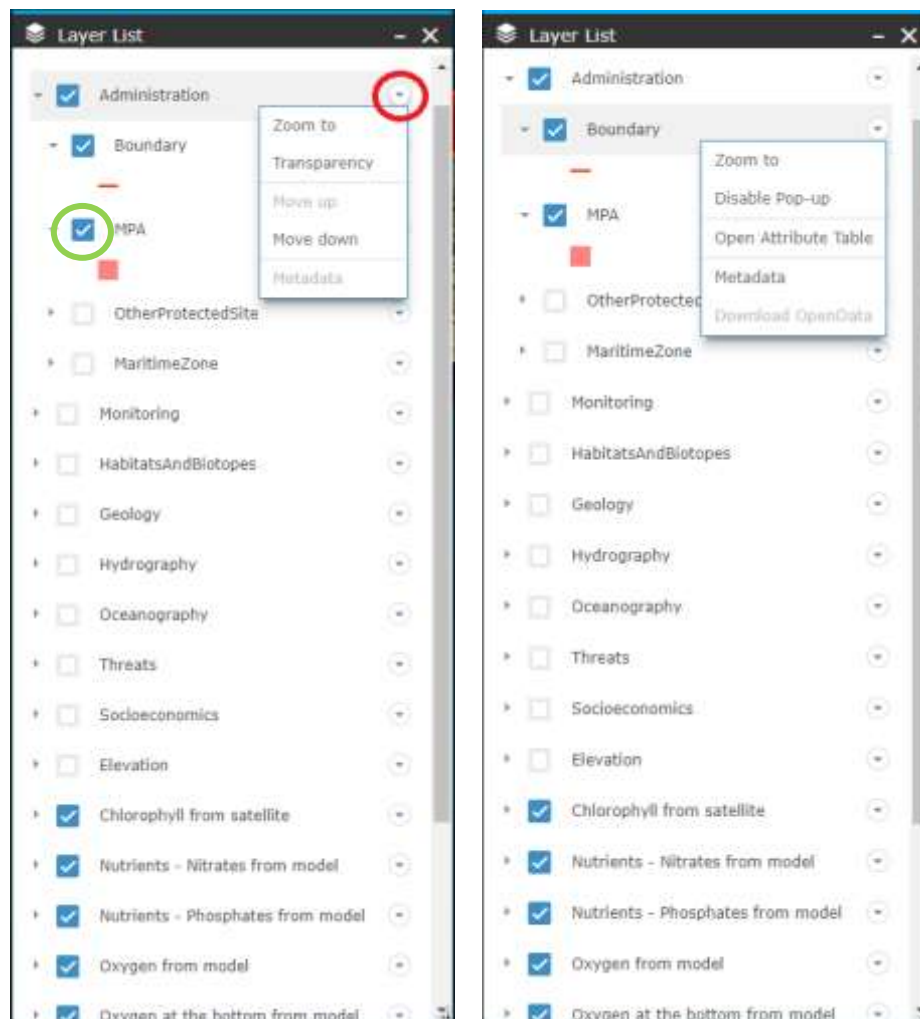 Layer List
Administration
Zoom to
Boundary
Transparency
Move up
MPA
Move down
Metadata
OtherProtectedSite
MaritimeZone
Monitoring
HabitatsAndBiotopes
Geology
Hydrography
Oceanography
Threats
Socioeconomics
Elevation
Chlorophyll from satellite
Nutrients - Nitrates from model
Nutrients - Phosphates from model
Oxygen from model
Oxygen at the bottom from model
Layer List
Administration
Boundary
Zoom to
Disable Pop-up
MPA
Open Attribute Table
Metadata
OtherProtected
Download OpenData
MaritimeZone
Monitoring
HabitatsAndBiotopes
Geology
Hydrography
Oceanography
Threats
Socioeconomics
Elevation
Chlorophyll from satellite
Nutrients - Nitrates from model
Nutrients - Phosphates from model
Oxygen from model
Oxygen at the bottom from model